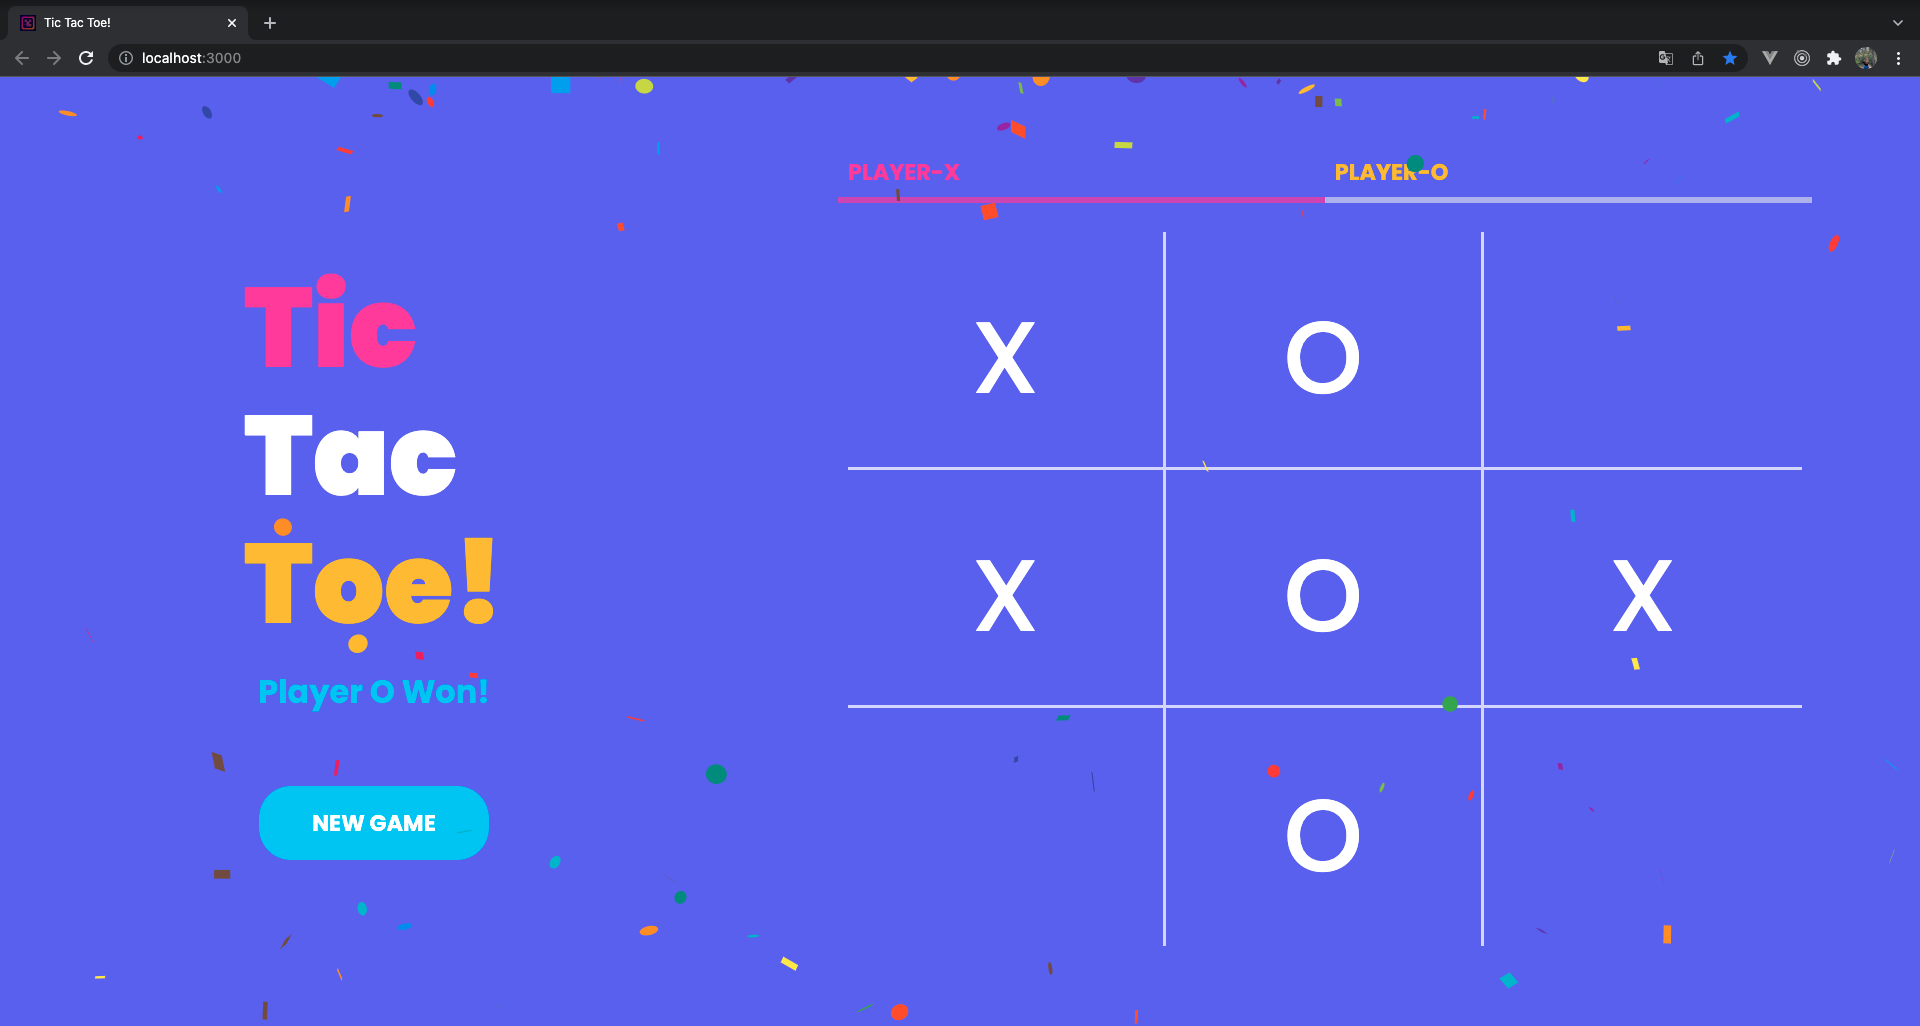 Tic Tac Toe!
localhost:3000
PLAYER-X PLAYER-O
Tic
Tac
Toe!
Player O Won!
NEW GAME
X O
X O X
O